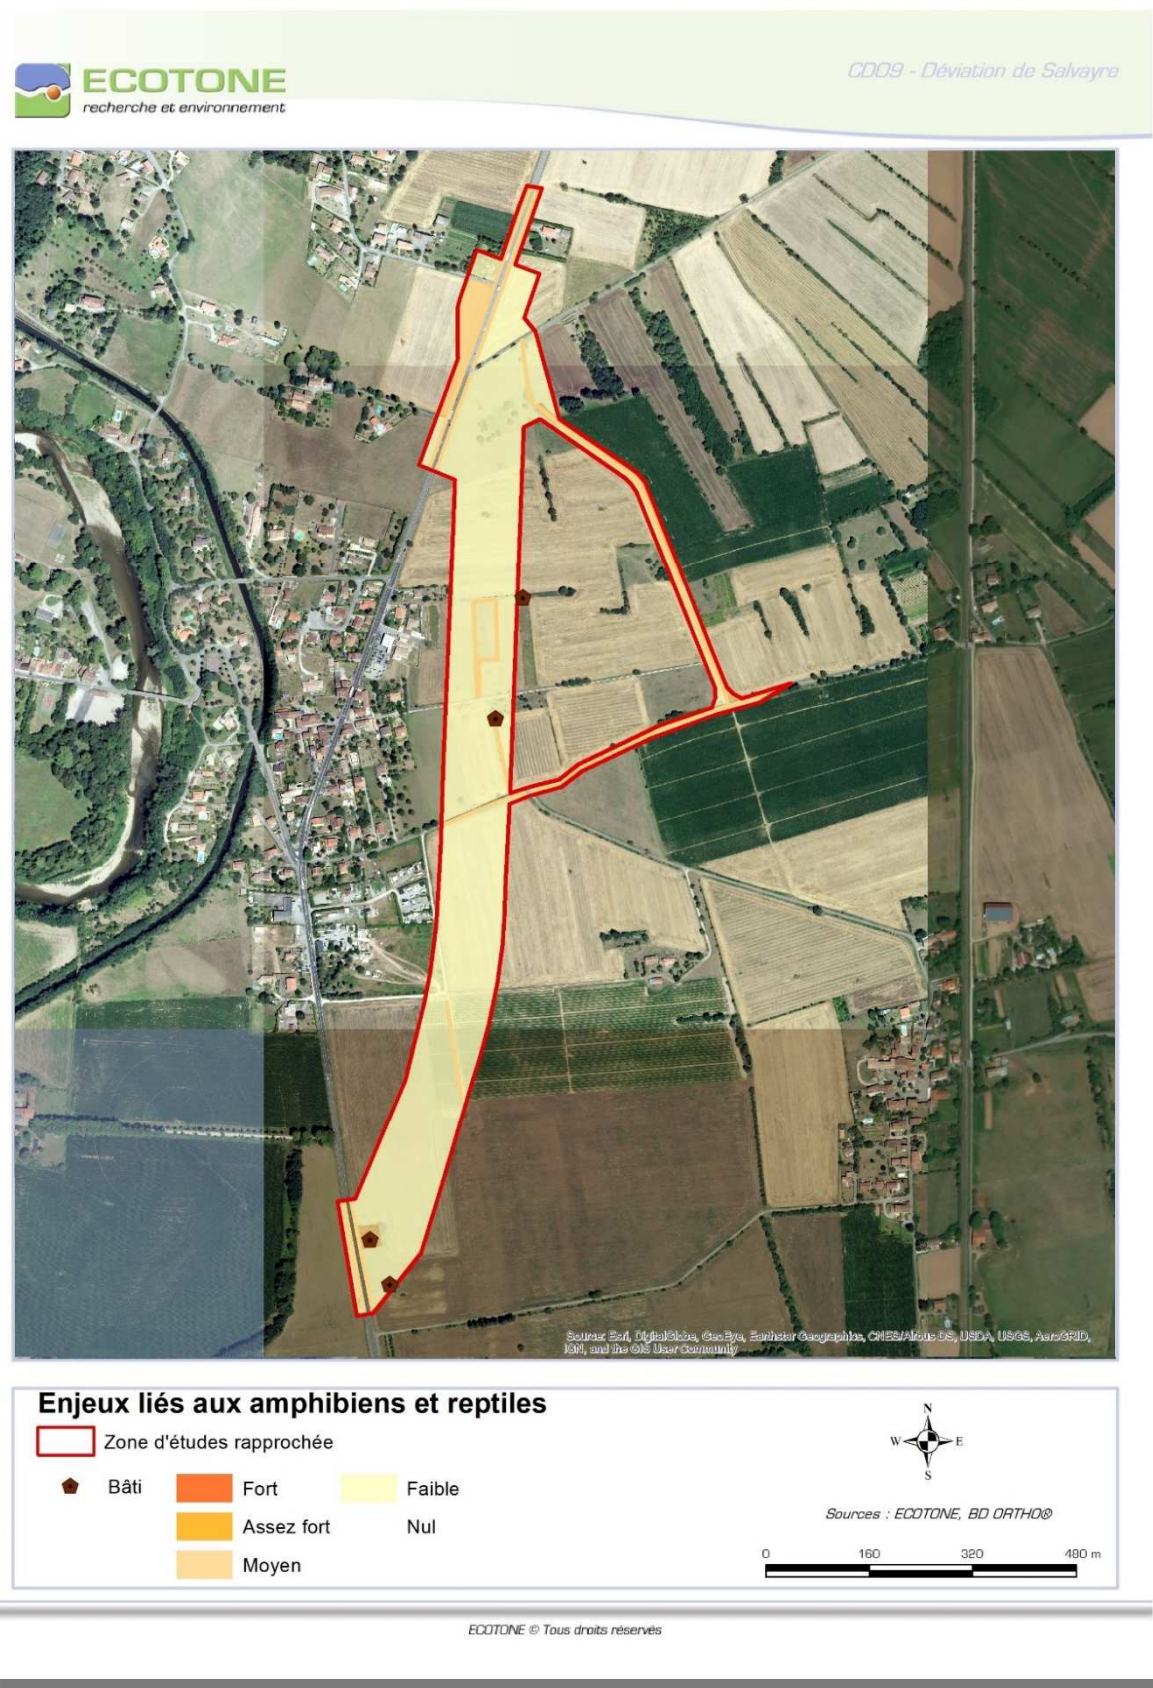 ECOTONE
recherche et environnement
CD09 - Déviation de Salvayre
Source: Esri, DigitalGlobe, GeoEye, Earthstar Geographics, CNES/Airbus DS, USDA, USGS, AeroGRID,
IGN, and the GIS User Community
Enjeux liés aux amphibiens et reptiles
Zone d'études rapprochée
Bâti
Fort
Faible
Assez fort
Nul
Moyen
N
W E
S
Sources : ECOTONE, BD ORTHO®
0 160 320 480 m
ECOTONE © Tous droits réservés